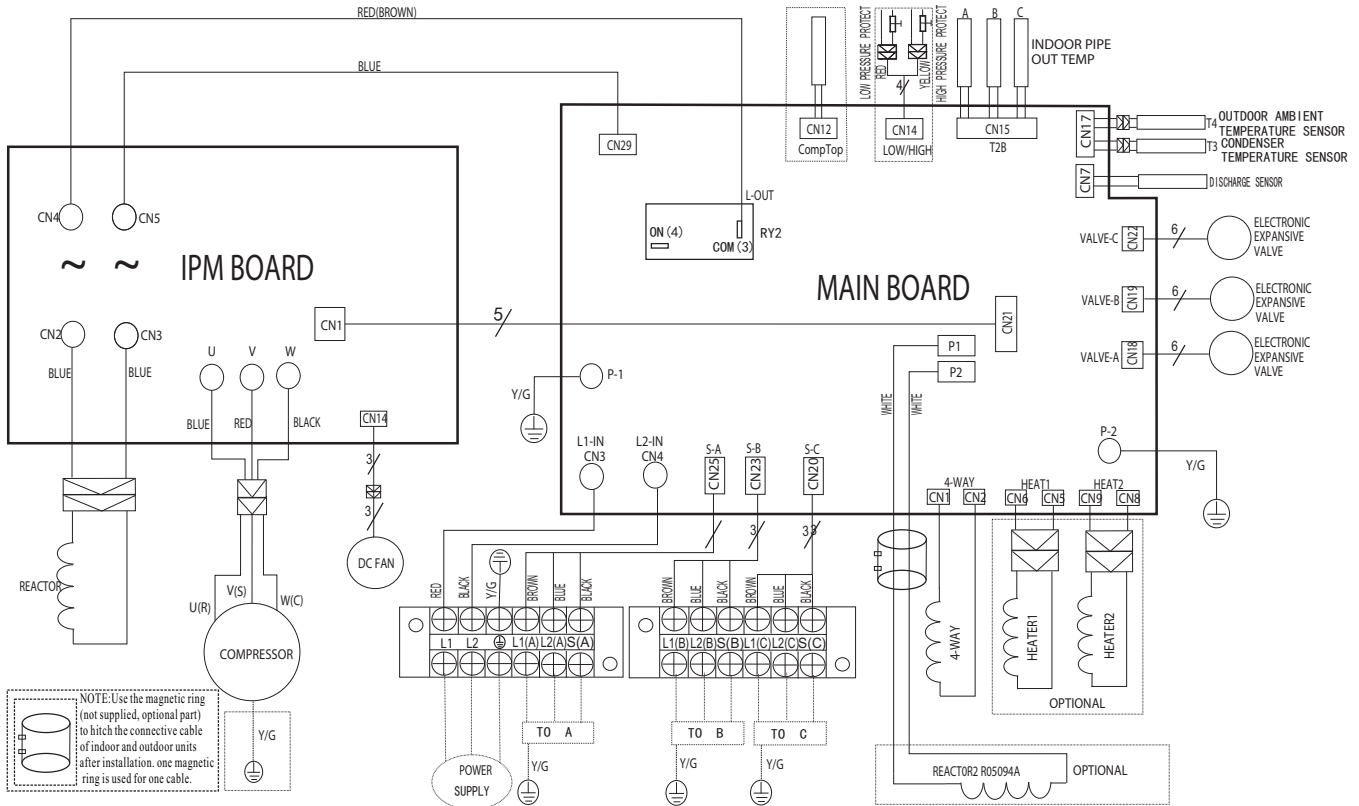 RED(BROWN)
BLUE
LOW PRESSURE PROTECT
RED
4
YELLOW
HIGH PRESSURE PROTECT
A
B
C
INDOOR PIPE
OUT TEMP
CN12
CompTop
CN14
LOW/HIGH
CN15
T2B
CN17
T4 OUTDOOR AMBIENT
TEMPERATURE SENSOR
T3 CONDENSER
TEMPERATURE SENSOR
CN7
DISCHARGE SENSOR
CN29
L-OUT
ON (4)
COM (3)
RY2
CN4
CN5
~
~
IPM BOARD
MAIN BOARD
VALVE-C
CN22
6
ELECTRONIC
EXPANSIVE
VALVE
VALVE-B
CN19
6
ELECTRONIC
EXPANSIVE
VALVE
VALVE-A
CN18
6
ELECTRONIC
EXPANSIVE
VALVE
CN2
CN3
CN1
5
CN21
U
V
W
BLUE
BLUE
P1
P2
P-1
Y/G
WHITE
WHITE
BLUE
RED
BLACK
CN14
3
3
DC FAN
L1-IN
CN3
L2-IN
CN4
S-A
CN25
S-B
CN23
S-C
CN20
P-2
Y/G
4-WAY
CN1
CN2
HEAT1
CN6
CN5
HEAT2
CN9
CN8
3
3
3
REACTOR
U(R)
V(S)
W(C)
COMPRESSOR
Y/G
RED
BLACK
Y/G
BROWN
BLUE
BLACK
BROWN
BLUE
BLACK
BROWN
BLUE
BLACK
L1
L2
L1(A)
L2(A)
S(A)
L1(B)
L2(B)
S(B)
L1(C)
L2(C)
S(C)
4-WAY
HEATER1
HEATER2
OPTIONAL
NOTE:Use the magnetic ring
(not supplied, optional part)
to hitch the connective cable
of indoor and outdoor units
after installation. one magnetic
ring is used for one cable.
POWER
SUPPLY
TO A
Y/G
TO B
Y/G
TO C
Y/G
REACTOR2 R05094A
OPTIONAL